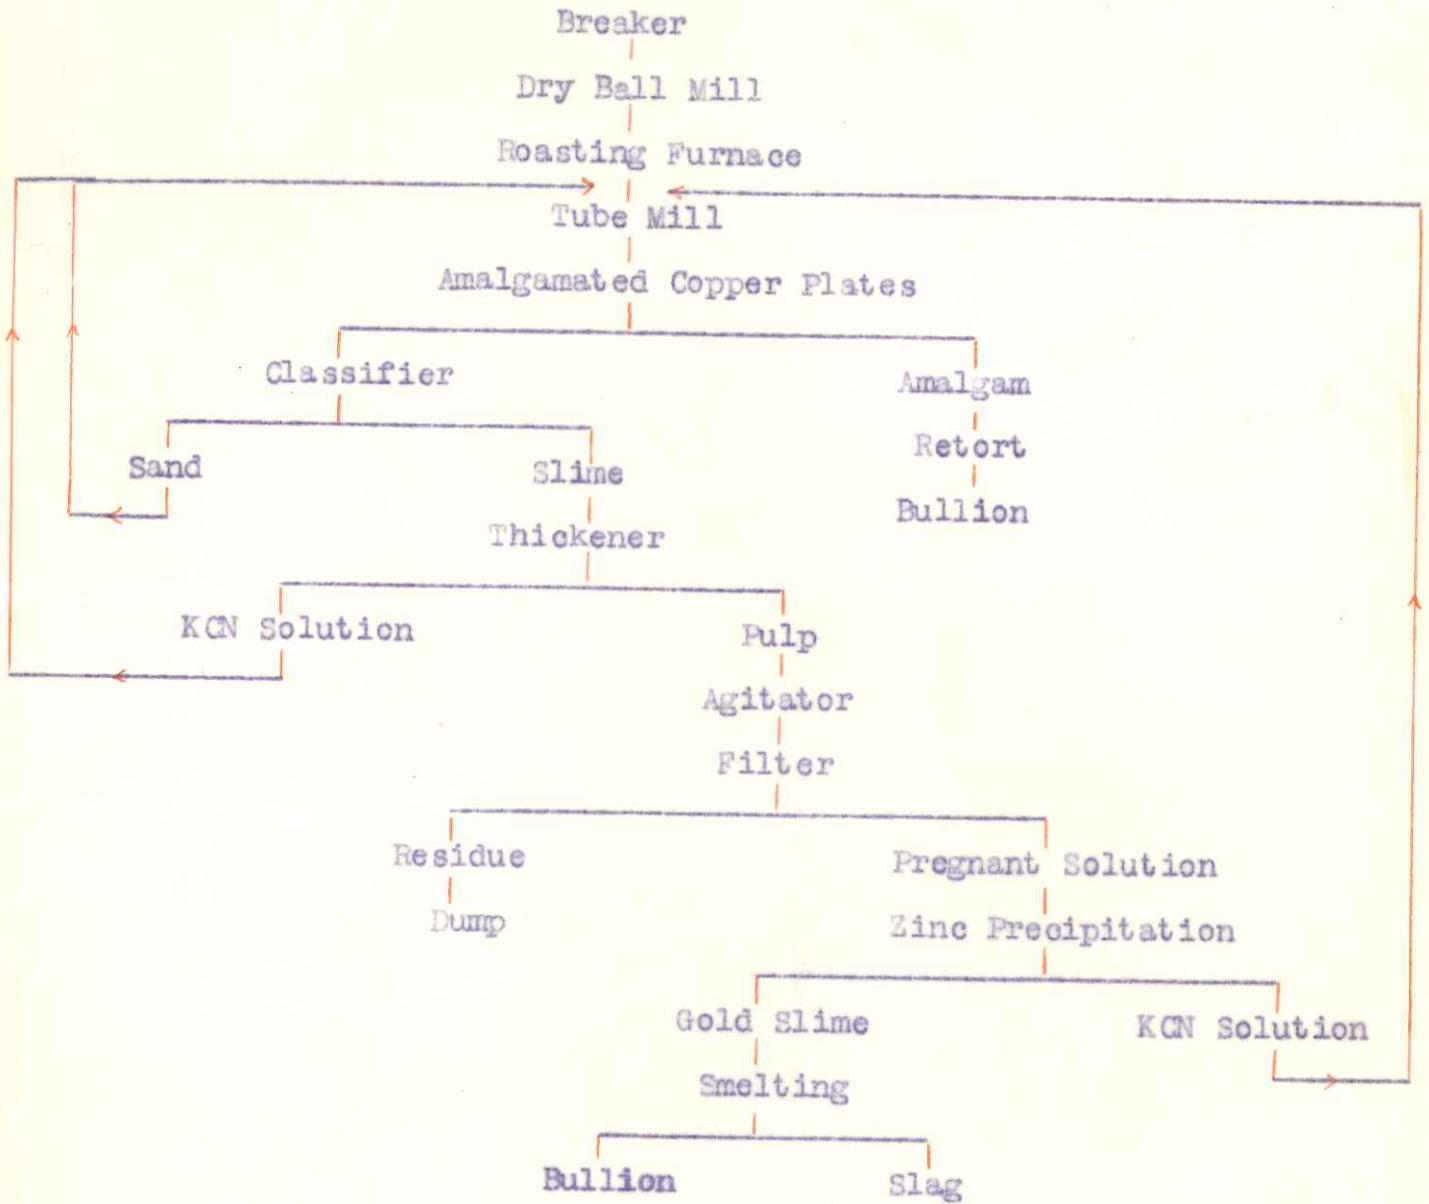 Breaker
Dry Ball Mill
Roasting Furnace
Tube Mill
Amalgamated Copper Plates
Classifier
Amalgam
Retort
Bullion
Sand
Slime
Thickener
KCN Solution
Pulp
Agitator
Filter
Residue
Dump
Pregnant Solution
Zinc Precipitation
Gold Slime
KCN Solution
Smelting
Bullion
Slag